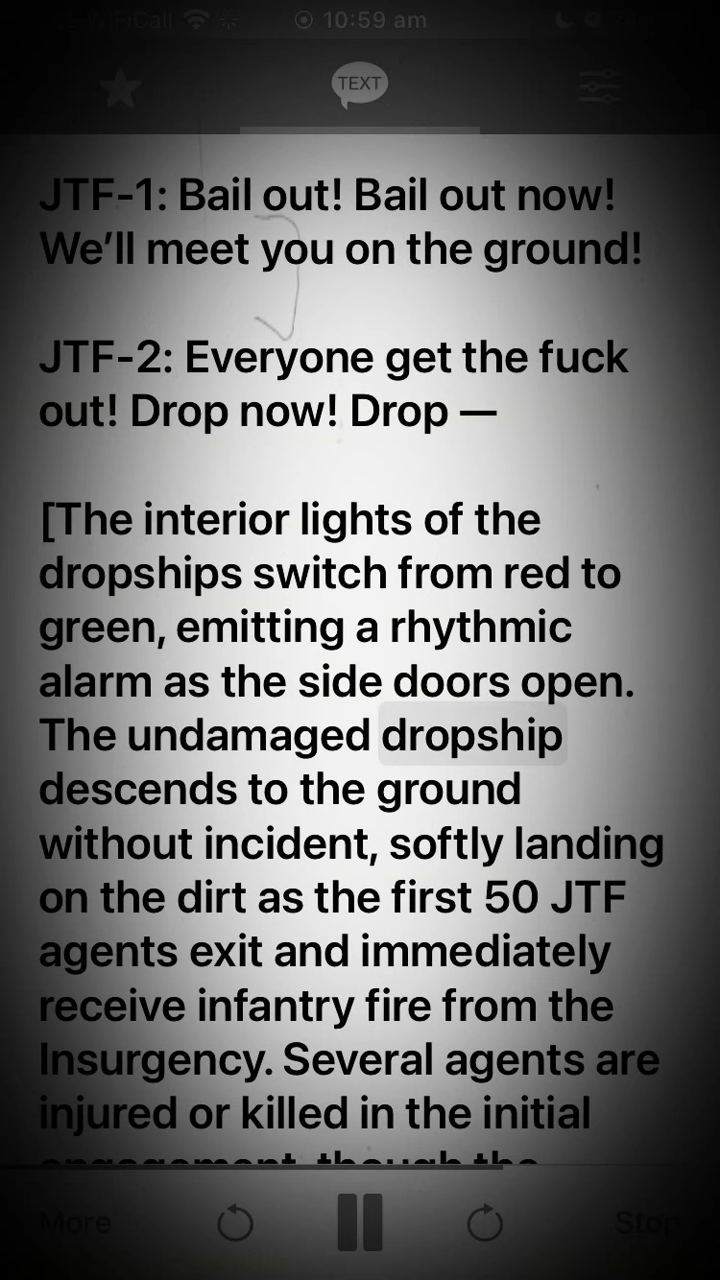 10:59 am
TEXT
JTF-1: Bail out! Bail out now!
We’ll meet you on the ground!
JTF-2: Everyone get the fuck
out! Drop now! Drop —
[The interior lights of the
dropships switch from red to
green, emitting a rhythmic
alarm as the side doors open.
The undamaged dropship
descends to the ground
without incident, softly landing
on the dirt as the first 50 JTF
agents exit and immediately
receive infantry fire from the
Insurgency. Several agents are
injured or killed in the initial
engagement, though the
More
Stop